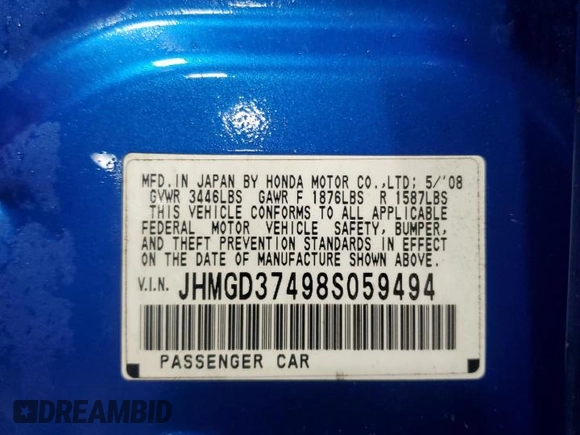 MFD. IN JAPAN BY HONDA MOTOR CO.,LTD; 5/'08
GVWR 3446LBS GAWR F 1876LBS R 1587LBS
THIS VEHICLE CONFORMS TO ALL APPLICABLE
FEDERAL MOTOR VEHICLE SAFETY, BUMPER,
AND THEFT PREVENTION STANDARDS IN EFFECT
ON THE DATE OF MANUFACTURE SHOWN ABOVE.
V.I.N. JHMGD37498S059494
PASSENGER CAR
DREAMBID